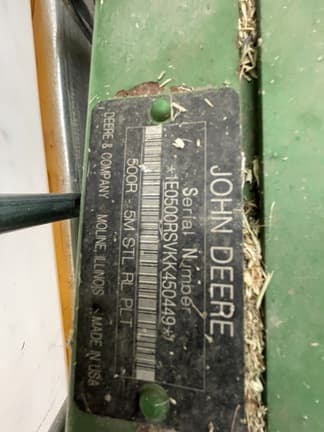 JOHN DEERE
Serial Number
*1E0500RSVKK450449*
500R - 5M STL RL PLT
DEERE & COMPANY MOLINE, ILLINOIS MADE IN USA